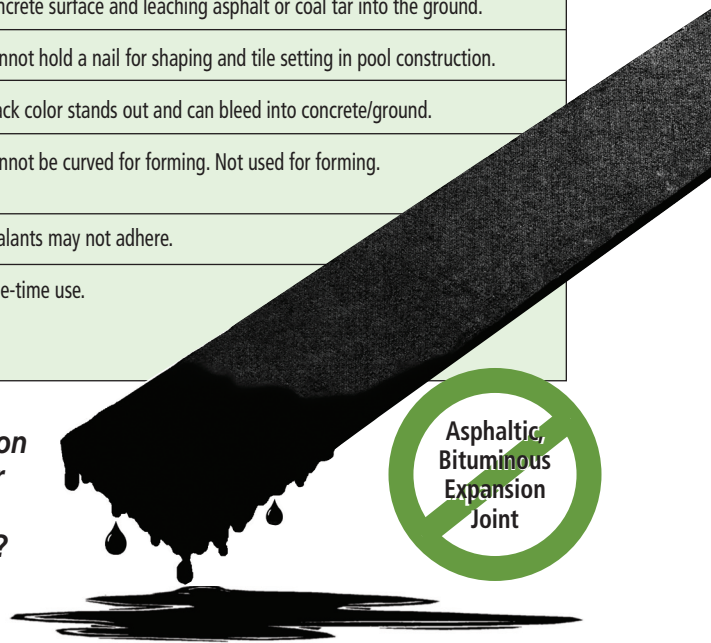 ncrete surface and leaching asphalt or coal tar into the ground.
nnot hold a nail for shaping and tile setting in pool construction.
ack color stands out and can bleed into concrete/ground.
nnot be curved for forming. Not used for forming.
alants may not adhere.
e-time use.
on
r
?
Asphaltic,
Bituminous
Expansion
Joint